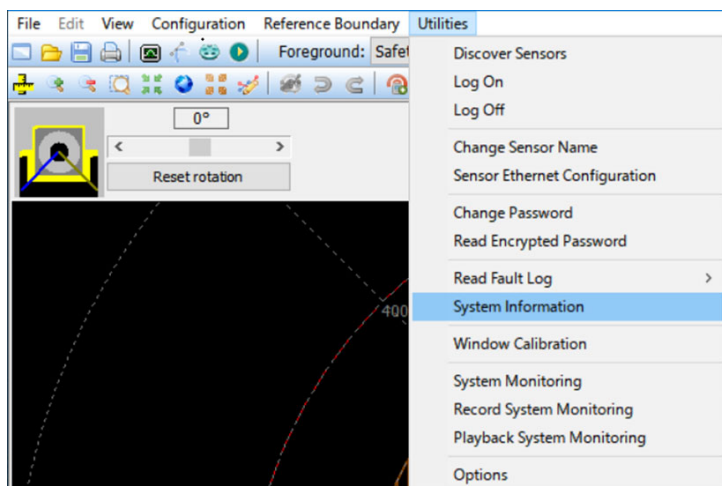 File Edit View Configuration Reference Boundary Utilities
Foreground:
0°
Reset rotation
400
Discover Sensors
Log On
Log Off
Change Sensor Name
Sensor Ethernet Configuration
Change Password
Read Encrypted Password
Read Fault Log
System Information
Window Calibration
System Monitoring
Record System Monitoring
Playback System Monitoring
Options